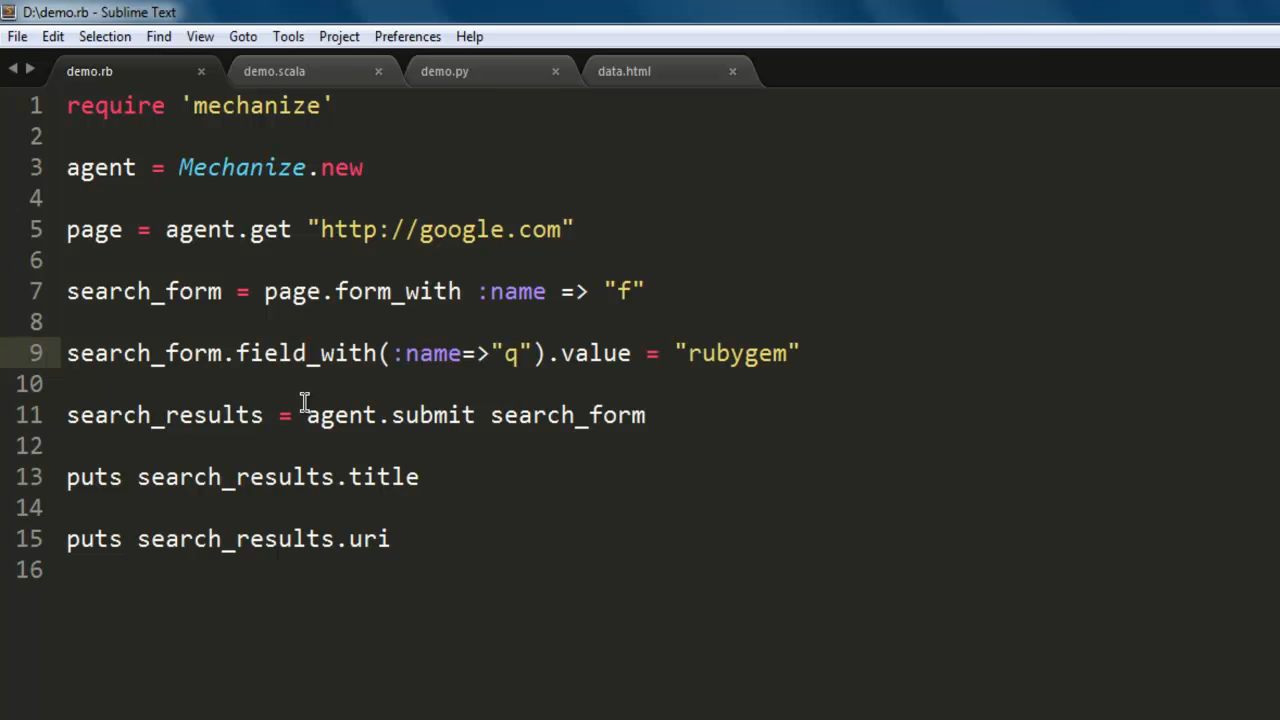 D:\demo.rb - Sublime Text
File Edit Selection Find View Goto Tools Project Preferences Help
demo.rb × demo.scala × demo.py × data.html ×
1 require 'mechanize'
2
3 agent = Mechanize.new
4
5 page = agent.get "http://google.com"
6
7 search_form = page.form_with :name => "f"
8
9 search_form.field_with(:name=>"q").value = "rubygem"
10
11 search_results = agent.submit search_form
12
13 puts search_results.title
14
15 puts search_results.uri
16